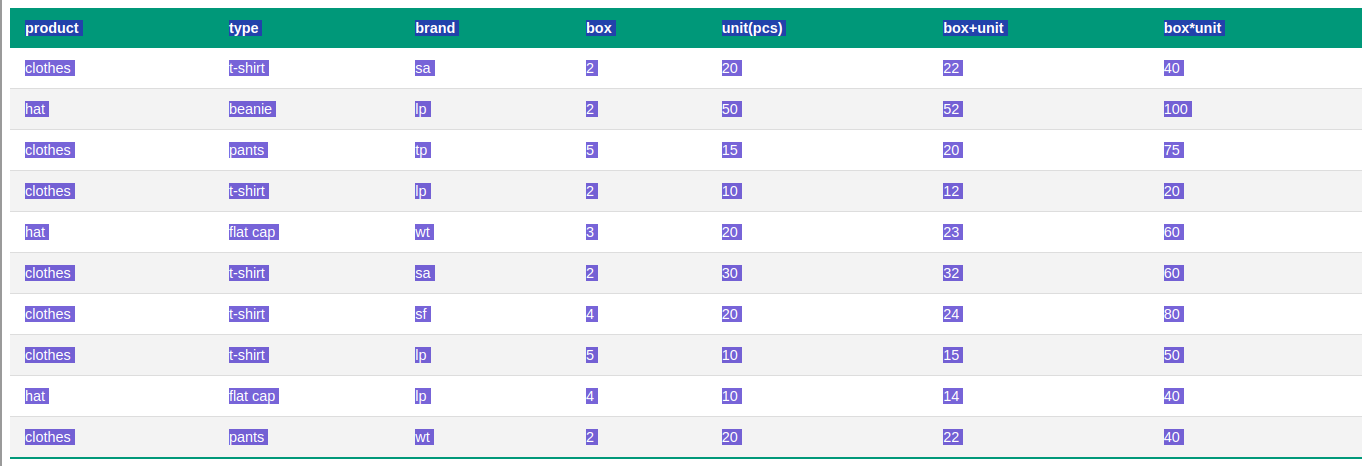 product type brand box unit(pcs) box+unit box*unit
clothes t-shirt sa 2 20 22 40
hat beanie lp 2 50 52 100
clothes pants tp 5 15 20 75
clothes t-shirt lp 2 10 12 20
hat flat cap wt 3 20 23 60
clothes t-shirt sa 2 30 32 60
clothes t-shirt sf 4 20 24 80
clothes t-shirt lp 5 10 15 50
hat flat cap lp 4 10 14 40
clothes pants wt 2 20 22 40